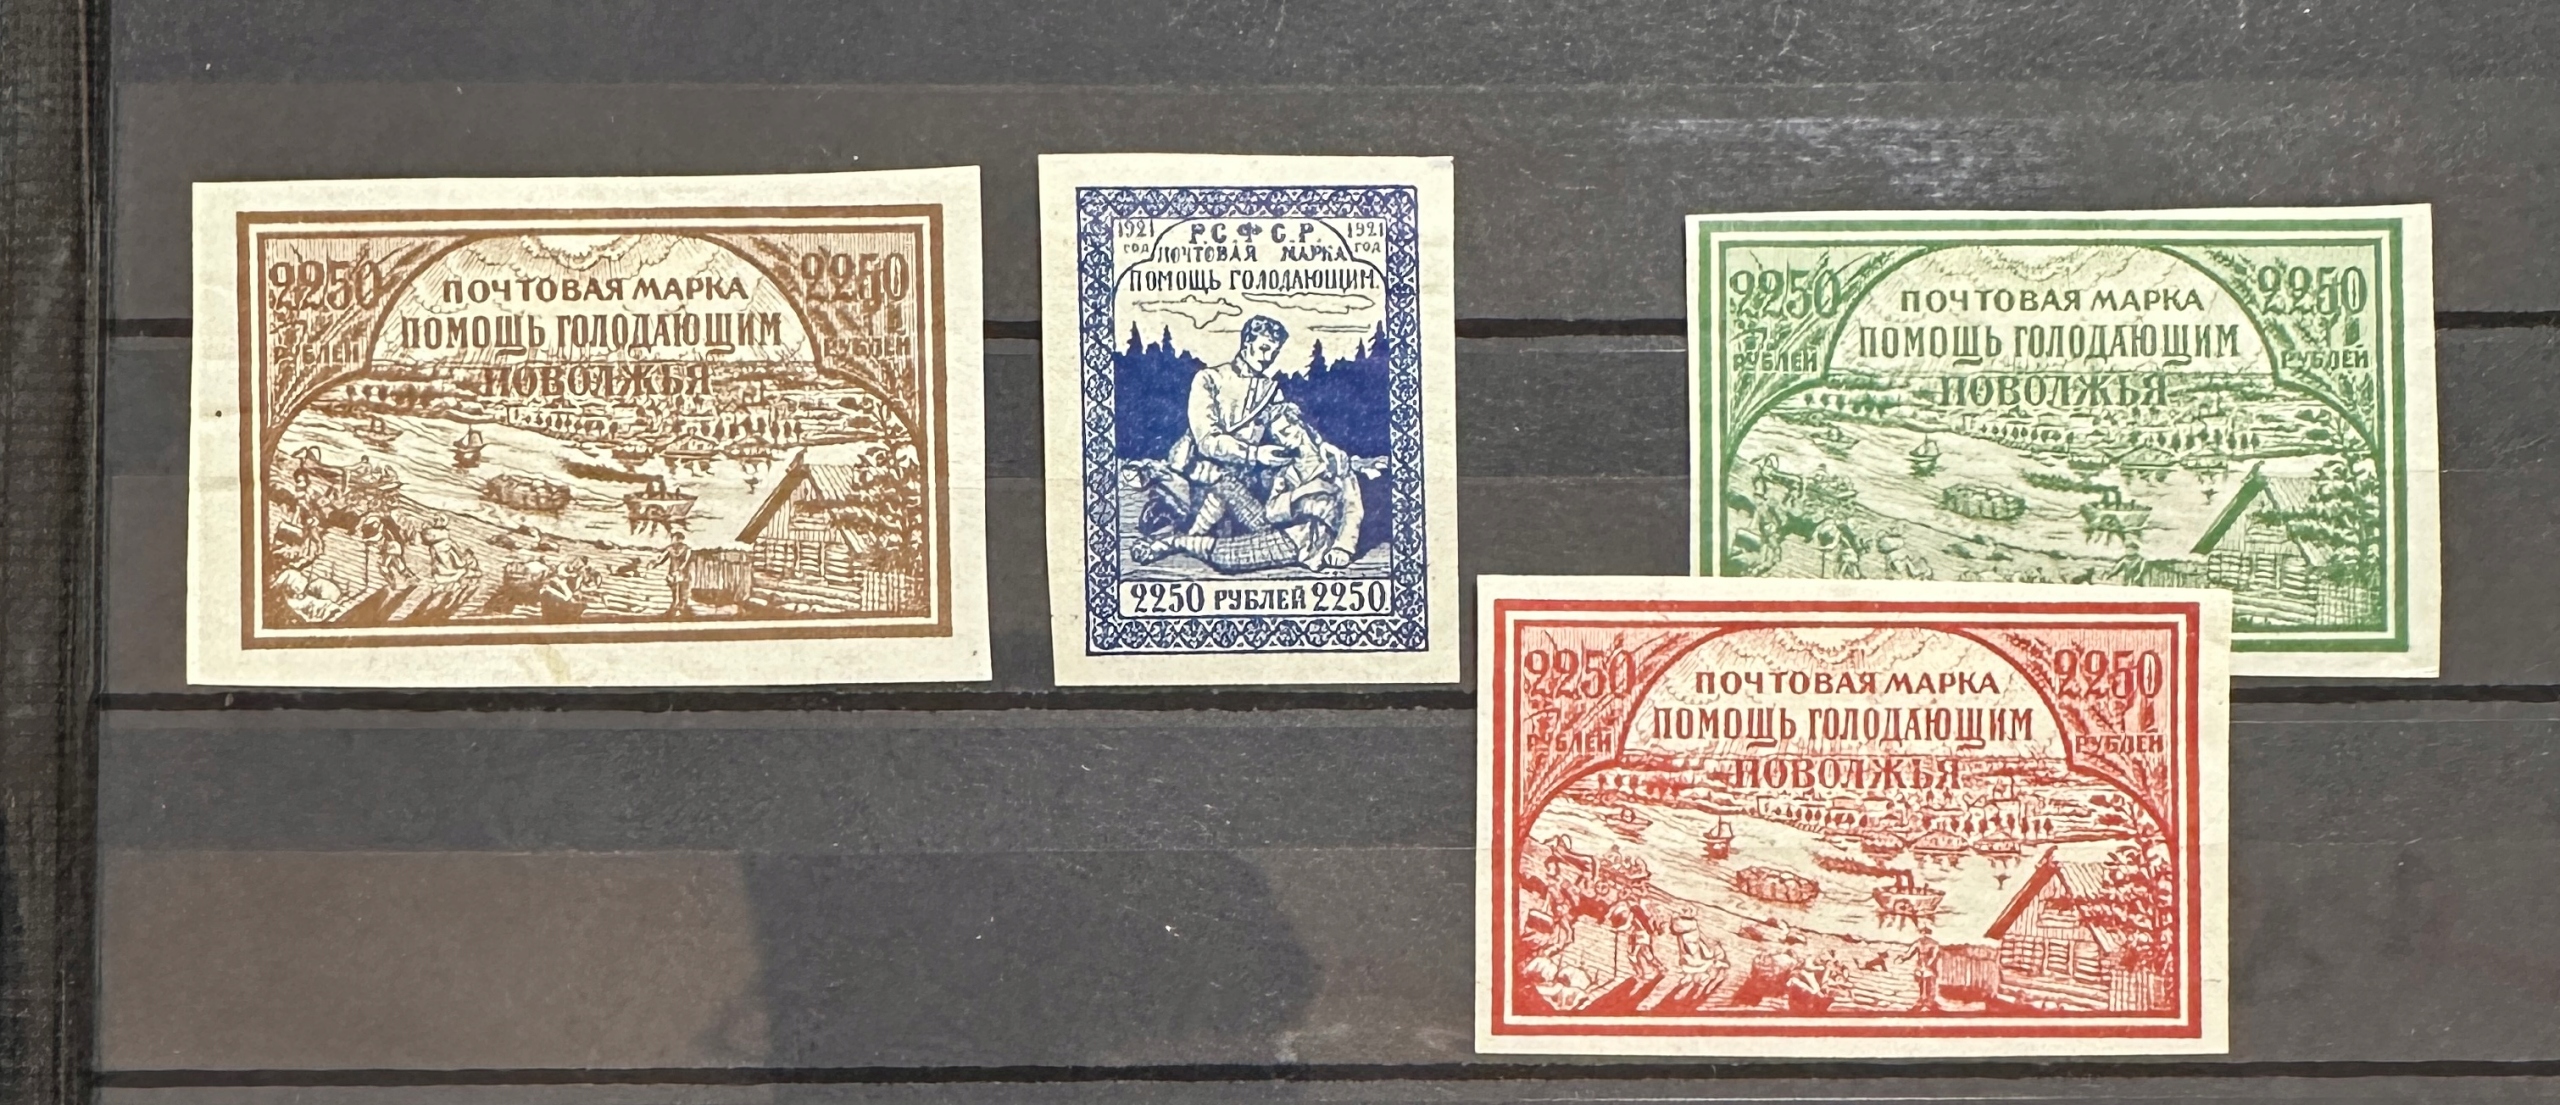 2250 2250
РУБЛЕЙ РУБЛЕЙ
ПОЧТОВАЯ МАРКА
ПОМОЩЬ ГОЛОДАЮЩИМ
ПОВОЛЖЬЯ
1921 ГОД 1921 ГОД
Р.С.Ф.С.Р.
ПОЧТОВАЯ МАРКА
ПОМОЩЬ ГОЛОДАЮЩИМ.
2250 РУБЛЕЙ 2250
2250 2250
РУБЛЕЙ РУБЛЕЙ
ПОЧТОВАЯ МАРКА
ПОМОЩЬ ГОЛОДАЮЩИМ
ПОВОЛЖЬЯ
2250 2250
РУБЛЕЙ РУБЛЕЙ
ПОЧТОВАЯ МАРКА
ПОМОЩЬ ГОЛОДАЮЩИМ
ПОВОЛЖЬЯ